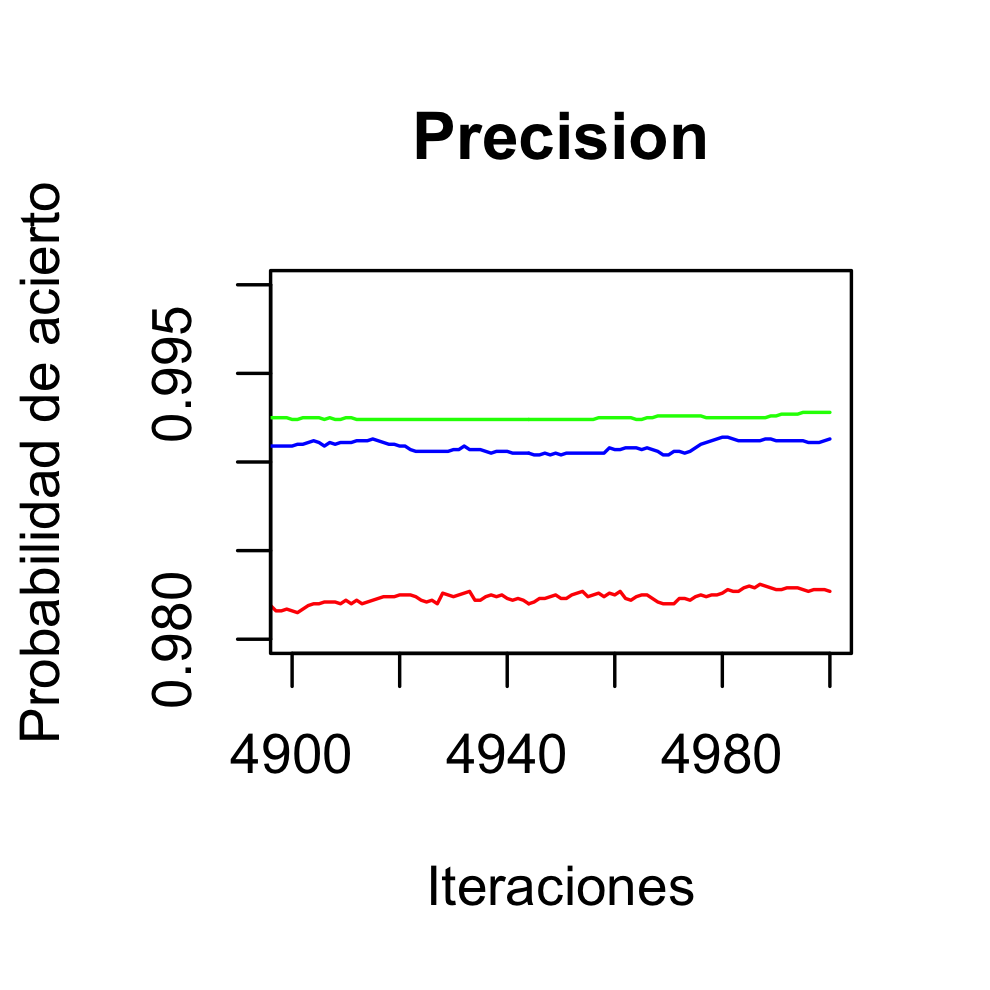 Precision
Probabilidad de acierto
0.995
0.980
4900 4940 4980
Iteraciones